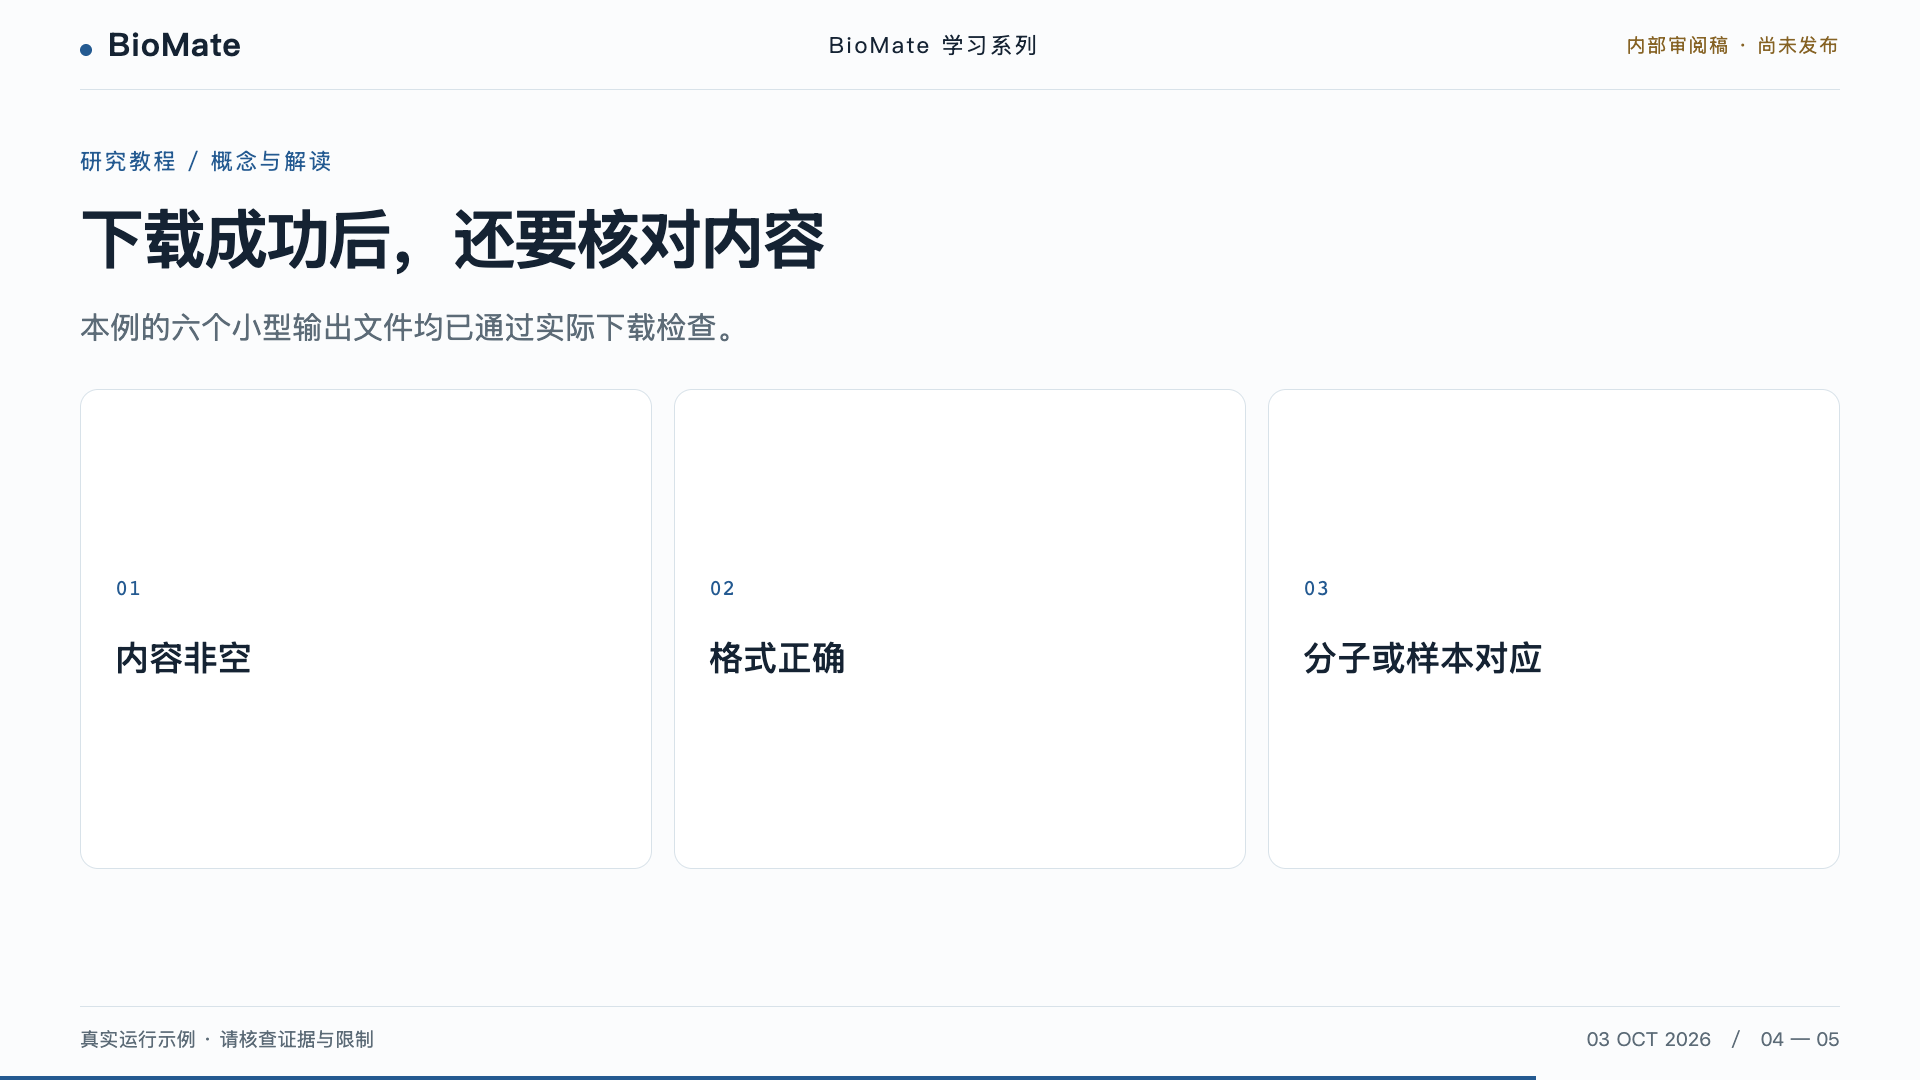 BioMate
BioMate 学习系列
内部审阅稿 · 尚未发布
研究教程 / 概念与解读
下载成功后，还要核对内容
本例的六个小型输出文件均已通过实际下载检查。
01
内容非空
02
格式正确
03
分子或样本对应
真实运行示例 · 请核查证据与限制
03 OCT 2026 / 04 — 05